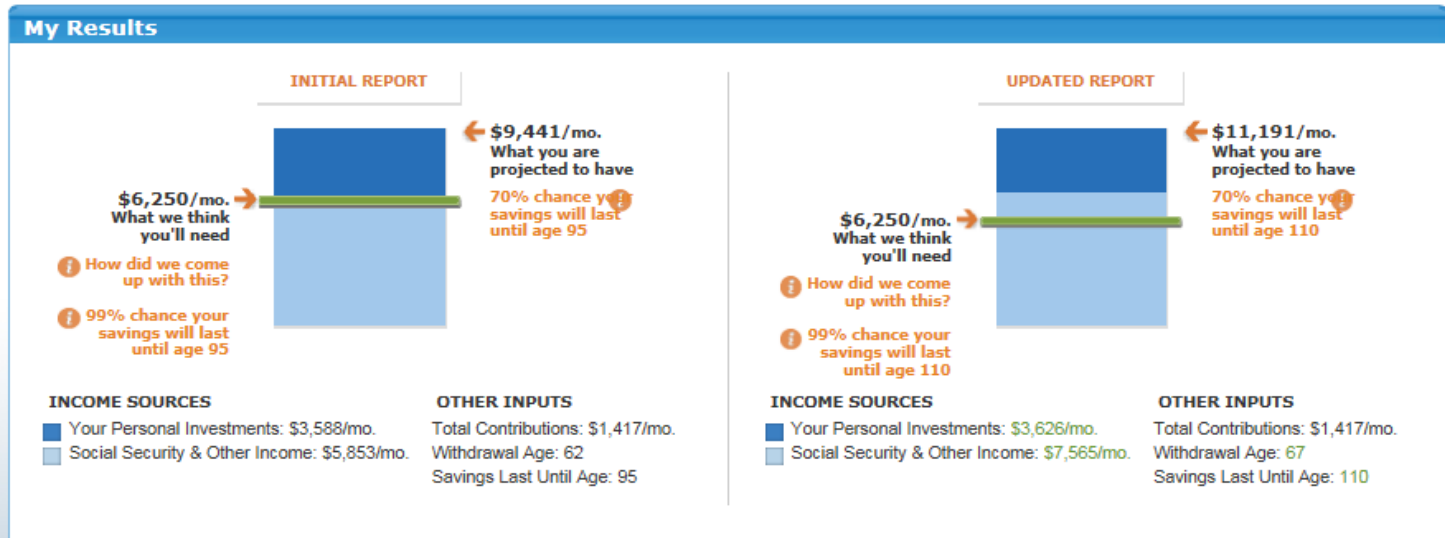 My Results
INITIAL REPORT
$9,441/mo.
What you are
projected to have
70% chance your
savings will last
until age 95
$6,250/mo.
What we think
you'll need
i How did we come
up with this?
i 99% chance your
savings will last
until age 95
INCOME SOURCES
Your Personal Investments: $3,588/mo.
Social Security & Other Income: $5,853/mo.
OTHER INPUTS
Total Contributions: $1,417/mo.
Withdrawal Age: 62
Savings Last Until Age: 95
UPDATED REPORT
$11,191/mo.
What you are
projected to have
70% chance your
savings will last
until age 110
$6,250/mo.
What we think
you'll need
i How did we come
up with this?
i 99% chance your
savings will last
until age 110
INCOME SOURCES
Your Personal Investments: $3,626/mo.
Social Security & Other Income: $7,565/mo.
OTHER INPUTS
Total Contributions: $1,417/mo.
Withdrawal Age: 67
Savings Last Until Age: 110